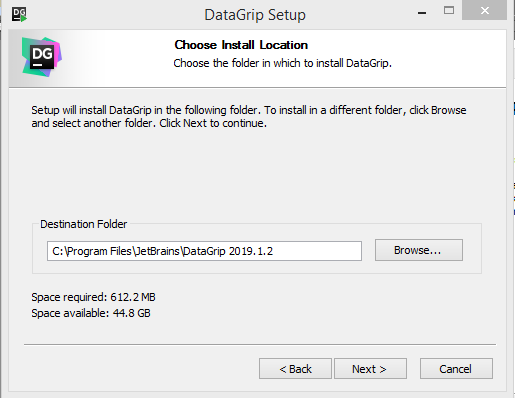 DG
DataGrip Setup
DG
Choose Install Location
Choose the folder in which to install DataGrip.
Setup will install DataGrip in the following folder. To install in a different folder, click Browse
and select another folder. Click Next to continue.
Destination Folder
C:\Program Files\JetBrains\DataGrip 2019.1.2
Browse...
Space required: 612.2 MB
Space available: 44.8 GB
< Back
Next >
Cancel